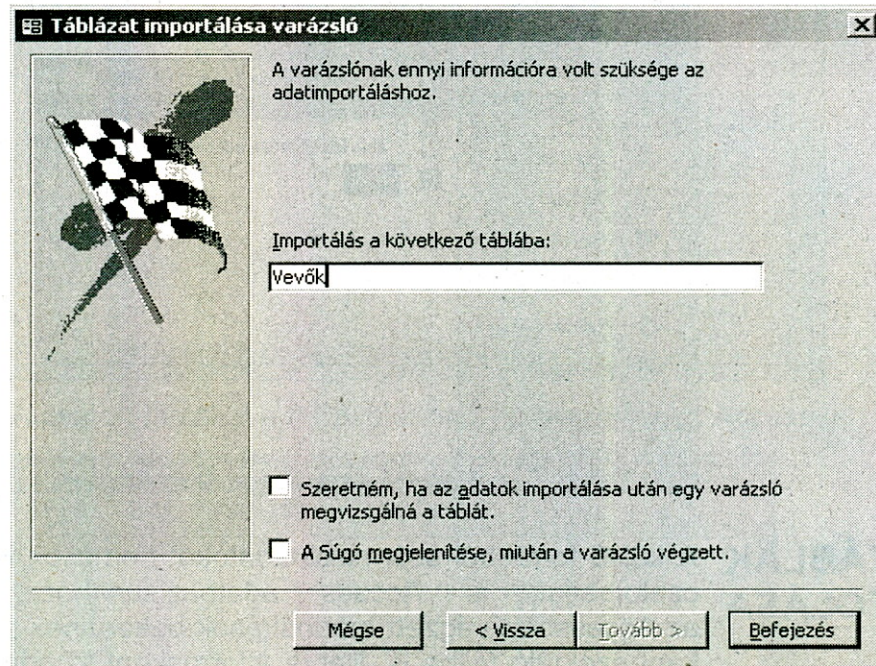 Táblázat importálása varázsló
A varázslónak ennyi információra volt szüksége az
adatimportáláshoz.
Importálás a következő táblába:
Vevők
Szeretném, ha az adatok importálása után egy varázsló
megvizsgálná a táblát.
A Súgó megjelenítése, miután a varázsló végzett.
Mégse
< Vissza
Tovább >
Befejezés